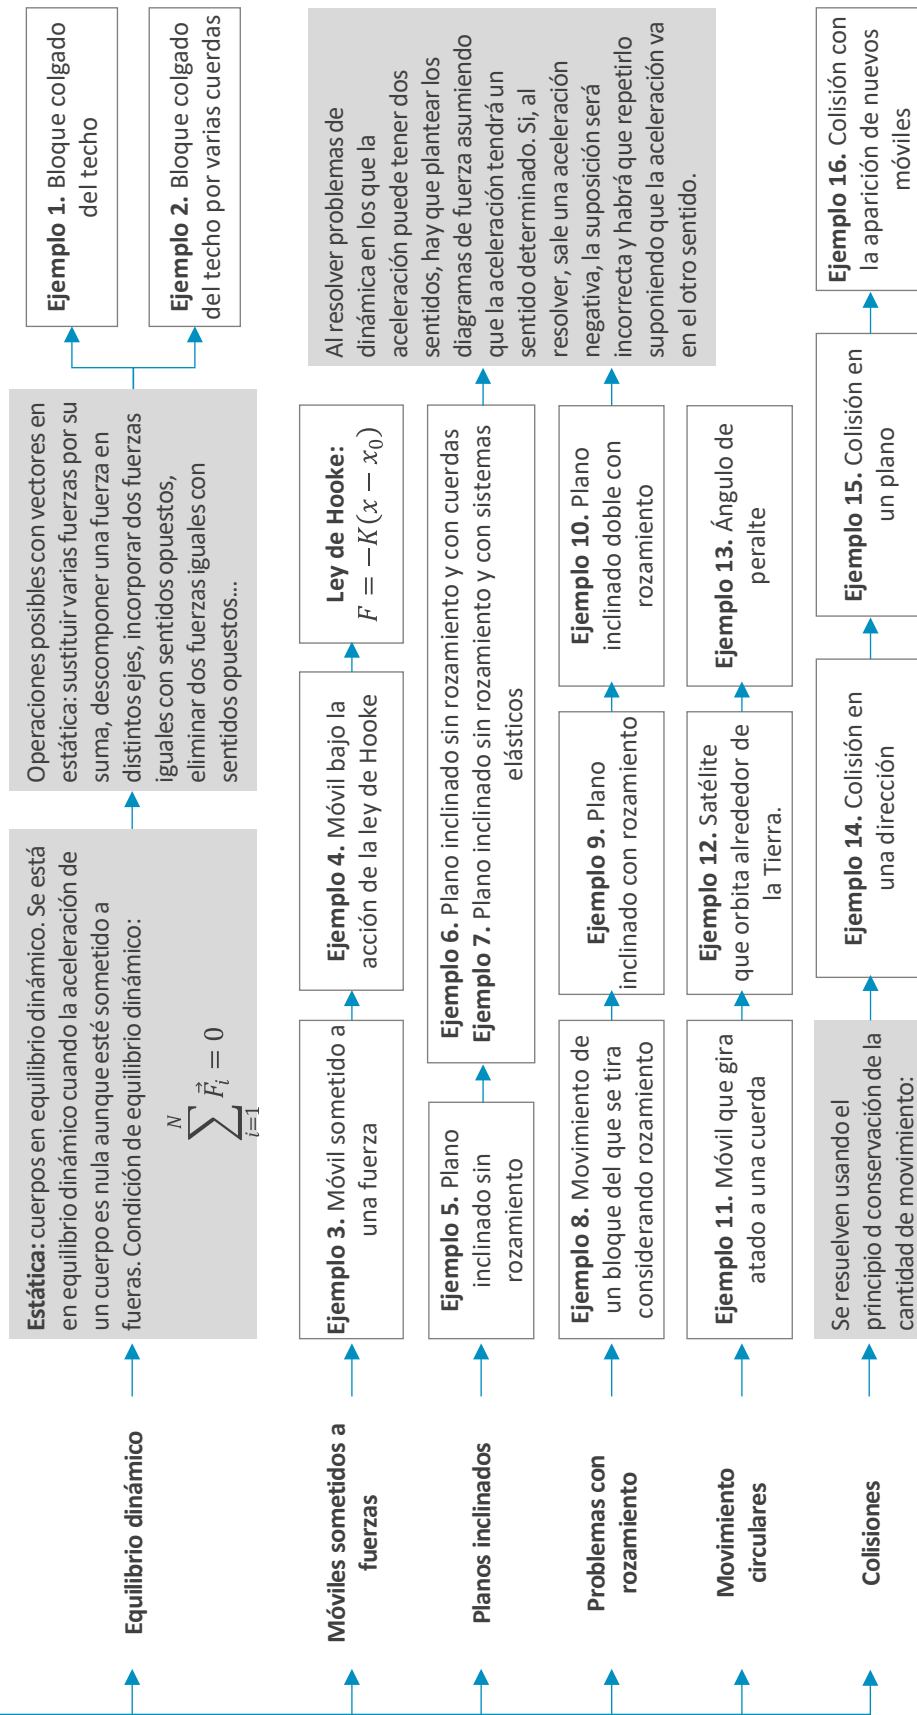 Equilibrio dinámico
Estática: cuerpos en equilibrio dinámico. Se está
en equilibrio dinámico cuando la aceleración de
un cuerpo es nula aunque esté sometido a
fueras. Condición de equilibrio dinámico:
\sum_{i=1}^{N} \vec{F}_i = 0
Operaciones posibles con vectores en
estática: sustituir varias fuerzas por su
suma, descomponer una fuerza en
distintos ejes, incorporar dos fuerzas
iguales con sentidos opuestos,
eliminar dos fuerzas iguales con
sentidos opuestos...
Ejemplo 1. Bloque colgado
del techo
Ejemplo 2. Bloque colgado
del techo por varias cuerdas
Móviles sometidos a
fuerzas
Ejemplo 3. Móvil sometido a
una fuerza
Ejemplo 4. Móvil bajo la
acción de la ley de Hooke
Ley de Hooke:
F = −K(x − x₀)
Planos inclinados
Ejemplo 5. Plano
inclinado sin
rozamiento
Ejemplo 6. Plano inclinado sin rozamiento y con cuerdas
Ejemplo 7. Plano inclinado sin rozamiento y con sistemas
elásticos
Al resolver problemas de
dinámica en los que la
aceleración puede tener dos
sentidos, hay que plantear los
diagramas de fuerza asumiendo
que la aceleración tendrá un
sentido determinado. Si, al
resolver, sale una aceleración
negativa, la suposición será
incorrecta y habrá que repetirlo
suponiendo que la aceleración va
en el otro sentido.
Problemas con
rozamiento
Ejemplo 8. Movimiento de
un bloque del que se tira
considerando rozamiento
Ejemplo 9. Plano
inclinado con rozamiento
Ejemplo 10. Plano
inclinado doble con
rozamiento
Movimiento
circulares
Ejemplo 11. Móvil que gira
atado a una cuerda
Ejemplo 12. Satélite
que orbita alrededor de
la Tierra.
Ejemplo 13. Ángulo de
peralte
Colisiones
Se resuelven usando el
principio d conservación de la
cantidad de movimiento:
Ejemplo 14. Colisión en
una dirección
Ejemplo 15. Colisión en
un plano
Ejemplo 16. Colisión con
la aparición de nuevos
móviles